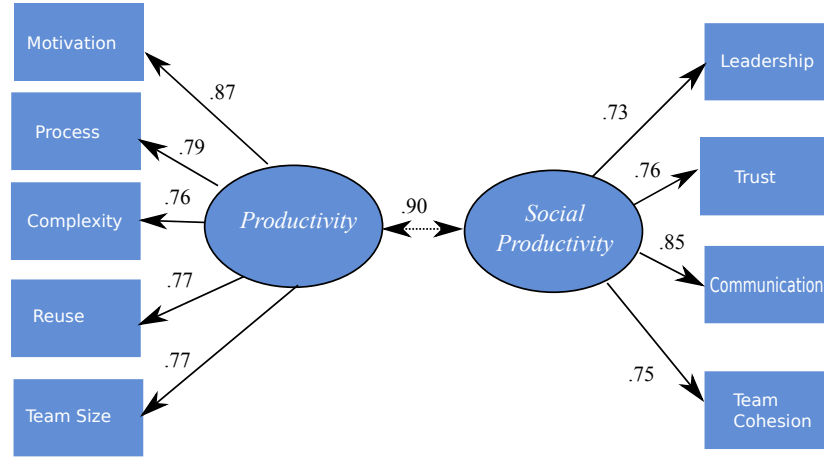 Motivation
Process
Complexity
Reuse
Team Size
.87
.79
.76
.77
.77
Productivity
.90
Social
Productivity
.73
.76
.85
.75
Leadership
Trust
Communication
Team
Cohesion